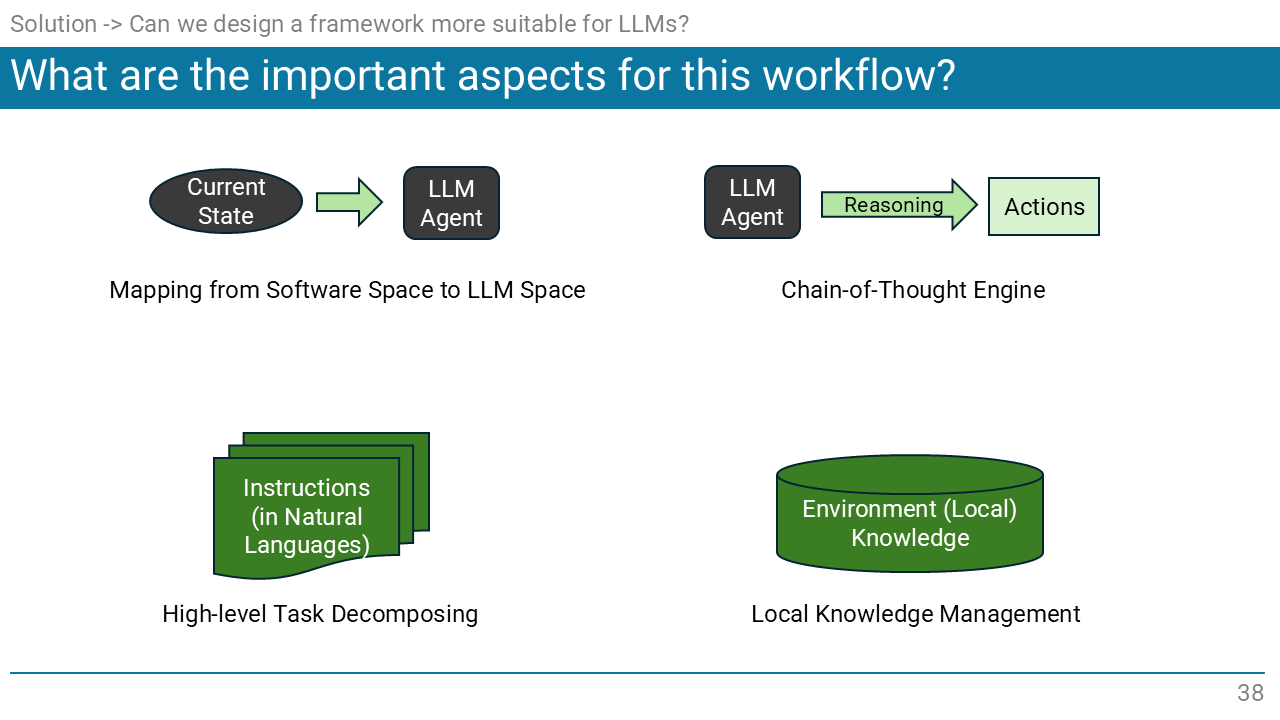 Solution -> Can we design a framework more suitable for LLMs?
What are the important aspects for this workflow?
Current
State
LLM
Agent
Mapping from Software Space to LLM Space
LLM
Agent
Reasoning
Actions
Chain-of-Thought Engine
Instructions
(in Natural
Languages)
High-level Task Decomposing
Environment (Local)
Knowledge
Local Knowledge Management
38